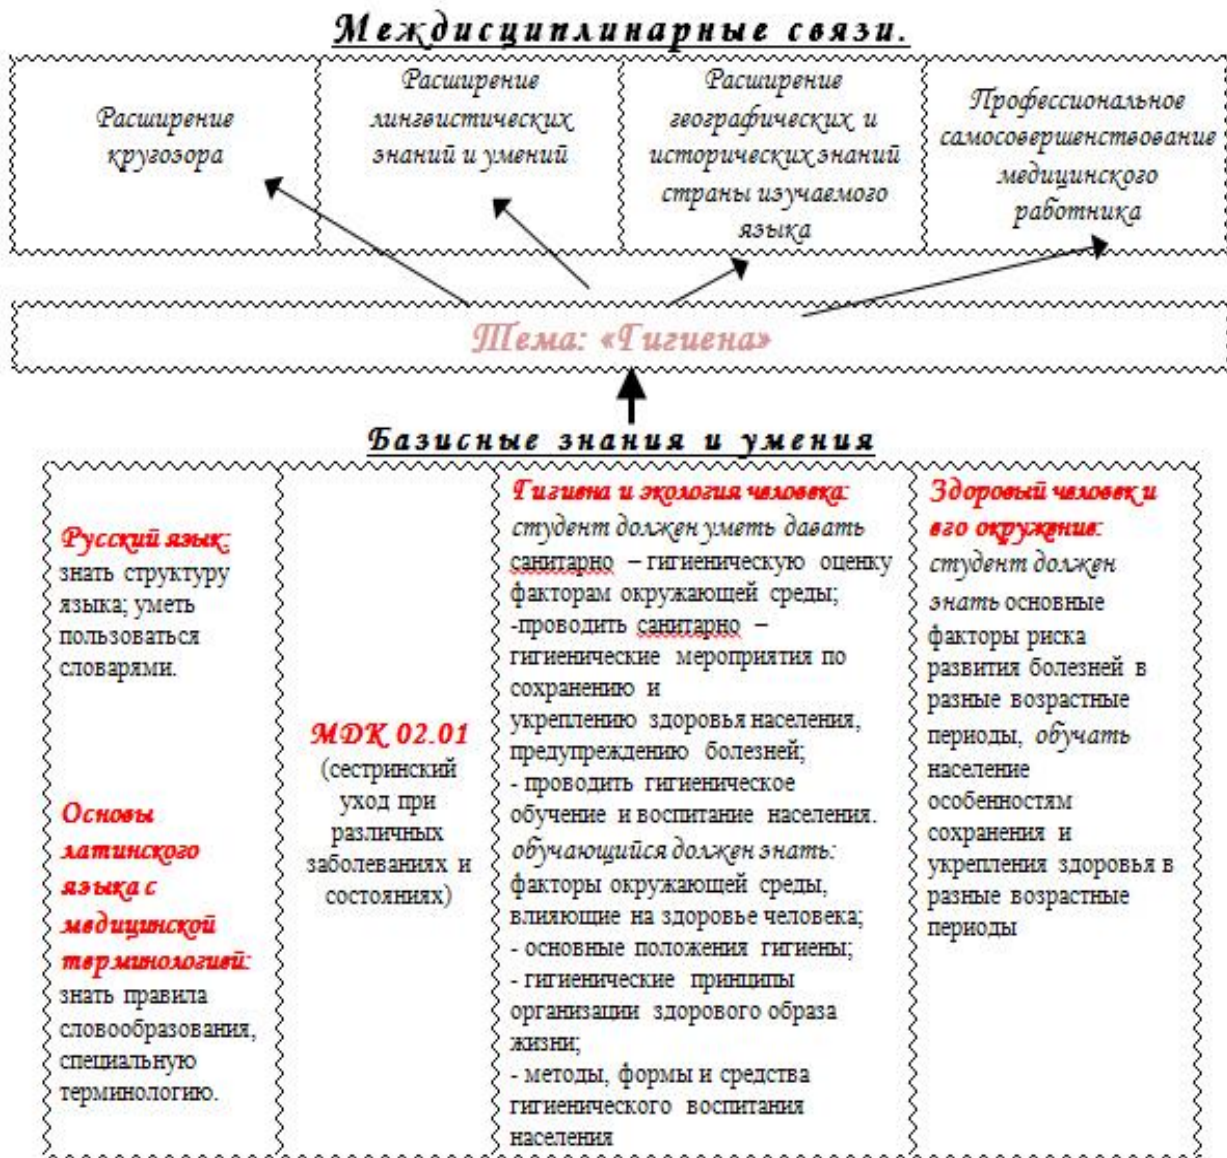 Междисциплинарные связи.
Расширение
кругозора
Расширение
лингвистических
знаний и умений
Расширение
географических и
исторических знаний
страны изучаемого
языка
Профессиональное
самосовершенствование
медицинского
работника
Тема: «Гигиена»
Базисные знания и умения
Русский язык:
знать структуру
языка; уметь
пользоваться
словарями.
Основы
латинского
языка с
медицинской
терминологией:
знать правила
словообразования,
специальную
терминологию.
МДК 02.01
(сестринский
уход при
различных
заболеваниях и
состояниях)
Гигиена и экология человека:
студент должен уметь давать
санитарно – гигиеническую оценку
факторам окружающей среды;
-проводить санитарно –
гигиенические мероприятия по
сохранению и
укреплению здоровья населения,
предупреждению болезней;
- проводить гигиеническое
обучение и воспитание населения.
обучающийся должен знать:
факторы окружающей среды,
влияющие на здоровье человека;
- основные положения гигиены;
- гигиенические принципы
организации здорового образа
жизни;
- методы, формы и средства
гигиенического воспитания
населения
Здоровый человек и
его окружение:
студент должен
знать основные
факторы риска
развития болезней в
разные возрастные
периоды, обучать
население
особенностям
сохранения и
укрепления здоровья в
разные возрастные
периоды